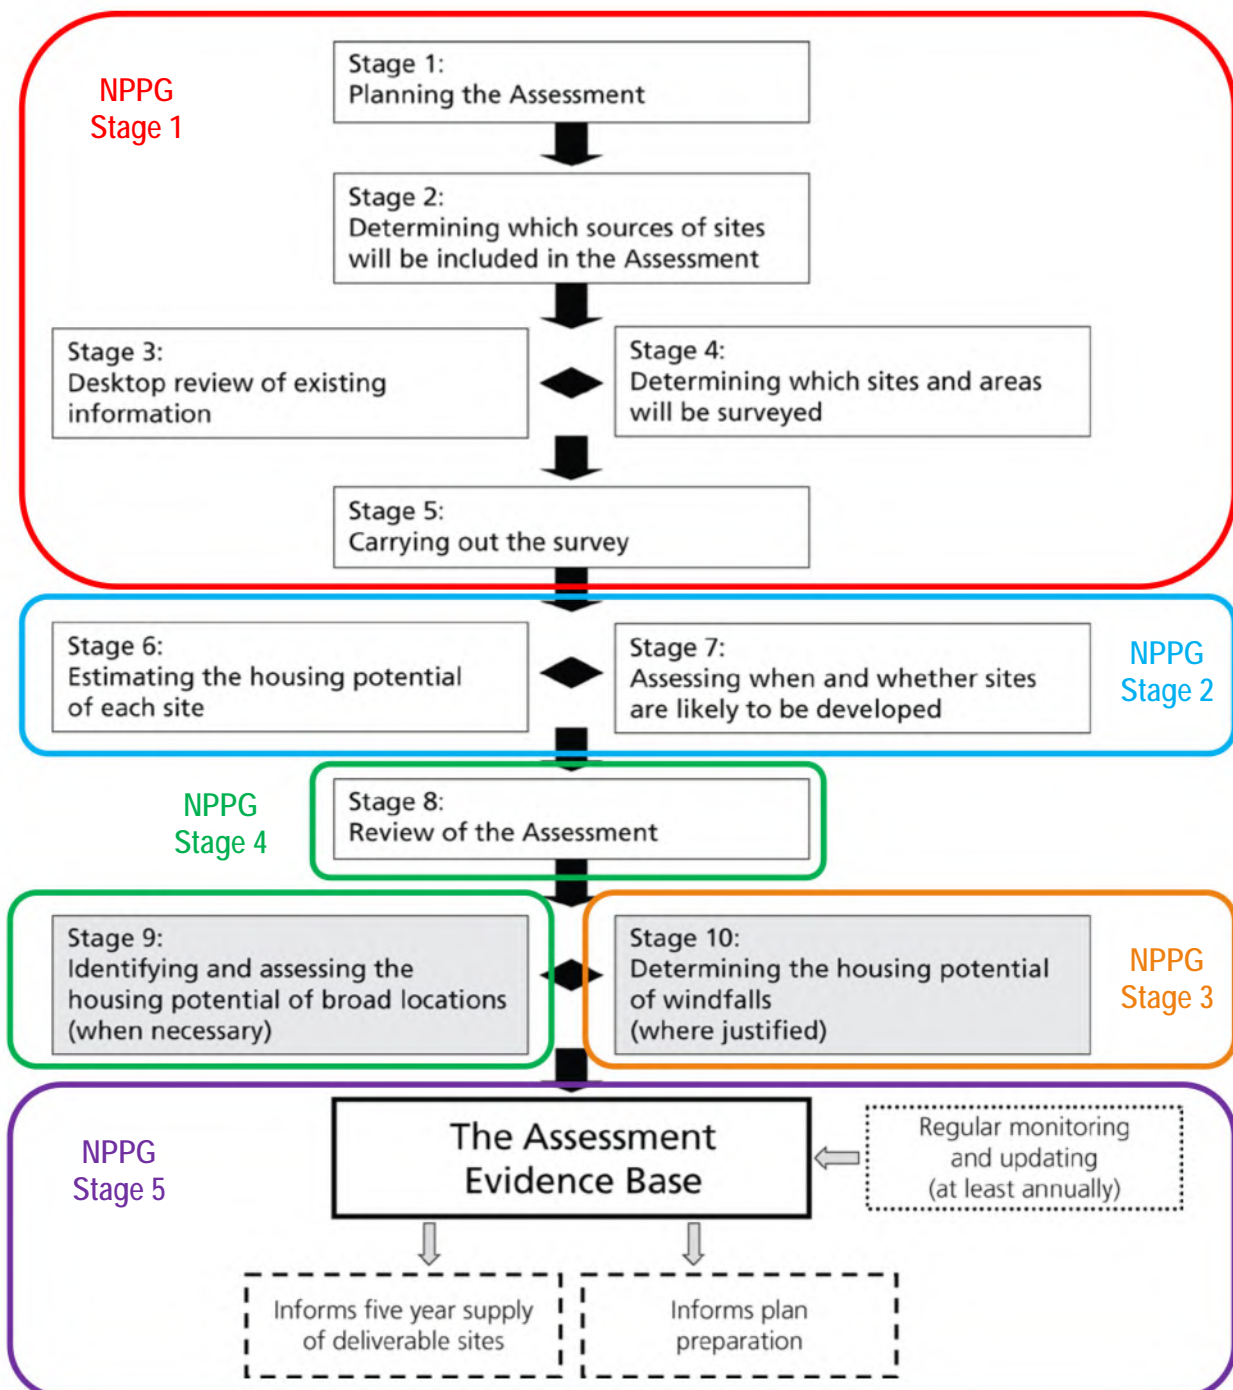 NPPG
Stage 1
Stage 1:
Planning the Assessment
Stage 2:
Determining which sources of sites
will be included in the Assessment
Stage 3:
Desktop review of existing
information
Stage 4:
Determining which sites and areas
will be surveyed
Stage 5:
Carrying out the survey
Stage 6:
Estimating the housing potential
of each site
Stage 7:
Assessing when and whether sites
are likely to be developed
NPPG
Stage 2
NPPG
Stage 4
Stage 8:
Review of the Assessment
Stage 9:
Identifying and assessing the
housing potential of broad locations
(when necessary)
Stage 10:
Determining the housing potential
of windfalls
(where justified)
NPPG
Stage 3
NPPG
Stage 5
The Assessment
Evidence Base
Regular monitoring
and updating
(at least annually)
Informs five year supply
of deliverable sites
Informs plan
preparation